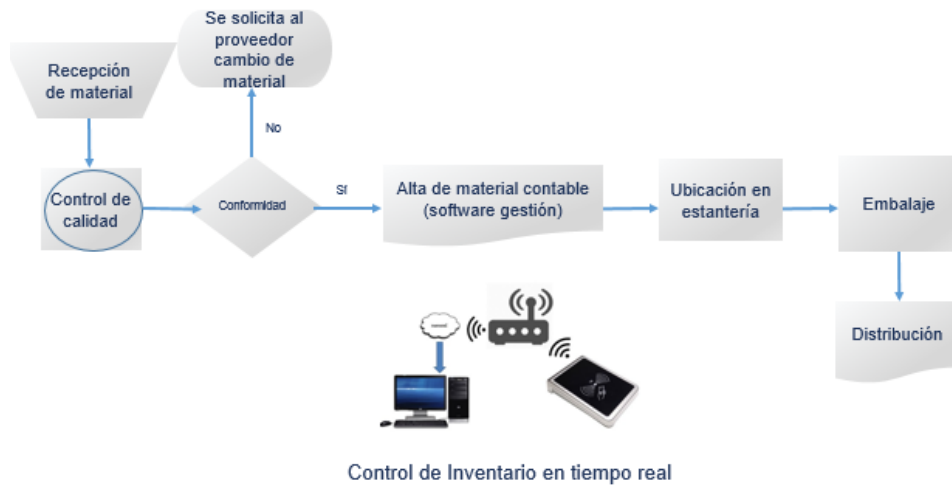 Se solicita al
proveedor
cambio de
material
Recepción
de material
No
Control de
calidad
Conformidad
Sí
Alta de material contable
(software gestión)
Ubicación en
estantería
Embalaje
Distribución
Control de Inventario en tiempo real